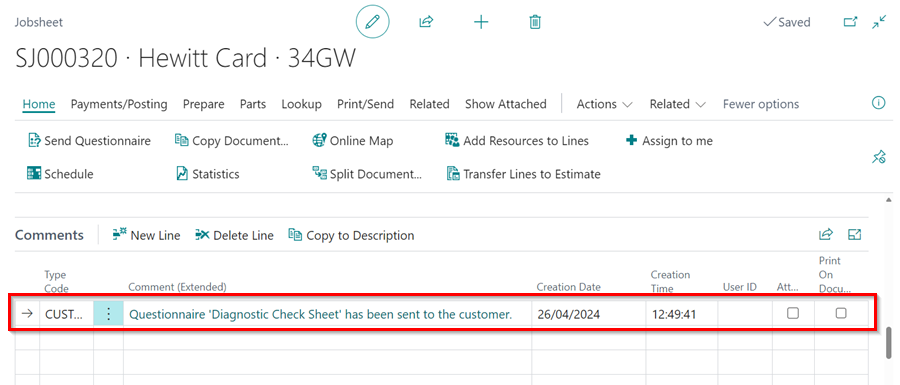 Jobsheet
Saved
SJ000320 · Hewitt Card · 34GW
Home Payments/Posting Prepare Parts Lookup Print/Send Related Show Attached Actions Related Fewer options
Send Questionnaire Copy Document... Online Map Add Resources to Lines Assign to me
Schedule Statistics Split Document... Transfer Lines to Estimate
Comments New Line Delete Line Copy to Description
Type Code Comment (Extended) Creation Date Creation Time User ID Att... Print On Docu...
CUST... Questionnaire 'Diagnostic Check Sheet' has been sent to the customer. 26/04/2024 12:49:41